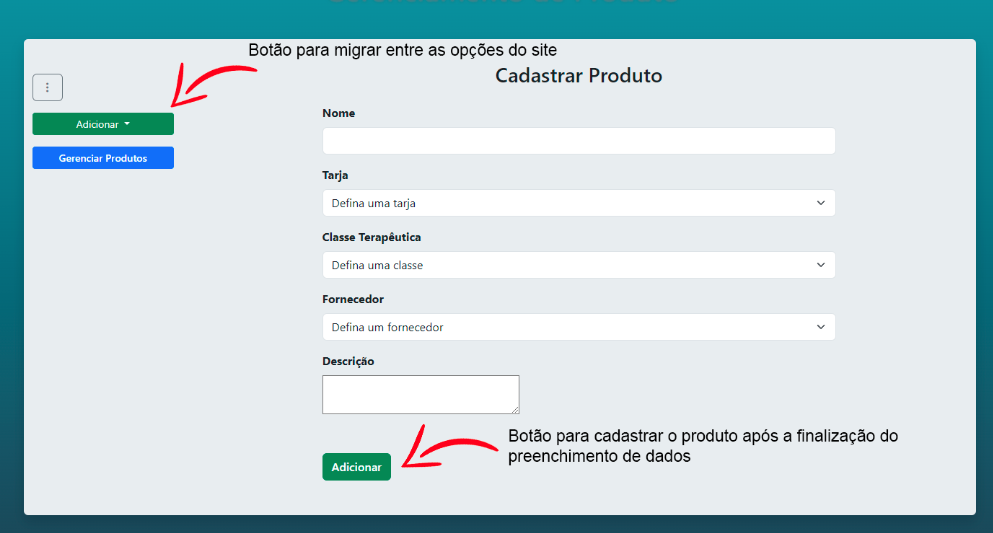 Botão para migrar entre as opções do site
Cadastrar Produto
Adicionar
Gerenciar Produtos
Nome
Tarja
Defina uma tarja
Classe Terapêutica
Defina uma classe
Fornecedor
Defina um fornecedor
Descrição
Botão para cadastrar o produto após a finalização do
preenchimento de dados
Adicionar